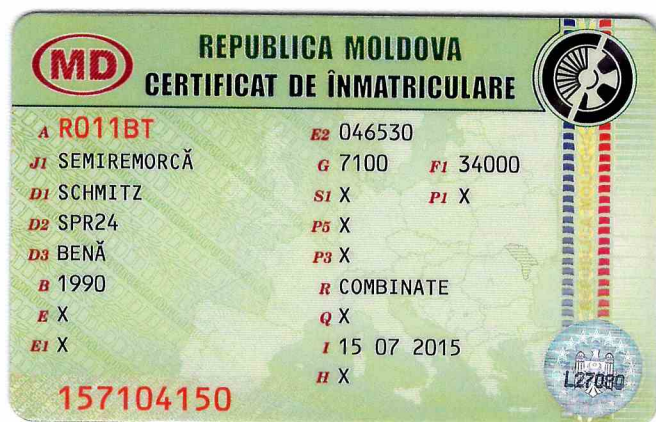 MD
REPUBLICA MOLDOVA
CERTIFICAT DE ÎNMATRICULARE
A RO11BT
J1 SEMIREMORCĂ
D1 SCHMITZ
D2 SPR24
D3 BENĂ
B 1990
E X
E1 X
157104150
E2 046530
G 7100 F1 34000
S1 X P1 X
P5 X
P3 X
R COMBINATE
Q X
I 15 07 2015
H X
L27080